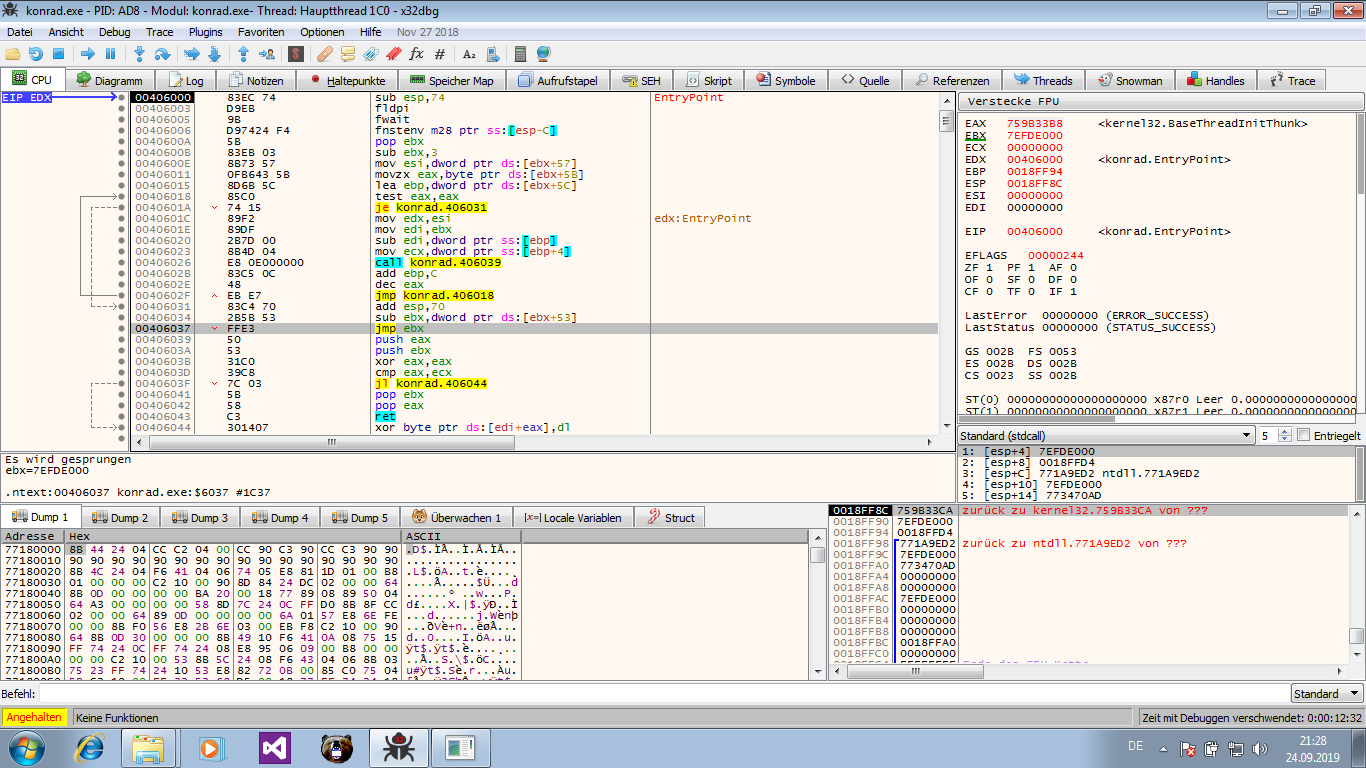 konrad.exe - PID: AD8 - Modul: konrad.exe- Thread: Hauptthread 1C0 - x32dbg
Datei Ansicht Debug Trace Plugins Favoriten Optionen Hilfe Nov 27 2018
CPU Diagramm Log Notizen Haltepunkte Speicher Map Aufrufstapel SEH Skript Symbole Quelle Referenzen Threads Snowman Handles Trace
EIP EDX
00406000 83EC 74 sub esp,74 EntryPoint
00406003 D9EB fldpi
00406005 9B fwait
00406006 D97424 F4 fnstenv m28 ptr ss:[esp-C]
0040600A 5B pop ebx
0040600B 83EB 03 sub ebx,3
0040600E 8B73 57 mov esi,dword ptr ds:[ebx+57]
00406011 0FB643 5B movzx eax,byte ptr ds:[ebx+5B]
00406015 8D6B 5C lea ebp,dword ptr ds:[ebx+5C]
00406018 85C0 test eax,eax
0040601A 74 15 je konrad.406031
0040601C 89F2 mov edx,esi edx:EntryPoint
0040601E 89DF mov edi,ebx
00406020 2B7D 00 sub edi,dword ptr ss:[ebp]
00406023 8B4D 04 mov ecx,dword ptr ss:[ebp+4]
00406026 E8 0E000000 call konrad.406039
0040602B 83C5 0C add ebp,C
0040602E 48 dec eax
0040602F EB E7 jmp konrad.406018
00406031 83C4 70 add esp,70
00406034 2B5B 53 sub ebx,dword ptr ds:[ebx+53]
00406037 FFE3 jmp ebx
00406039 50 push eax
0040603A 53 push ebx
0040603B 31C0 xor eax,eax
0040603D 39C8 cmp eax,ecx
0040603F 7C 03 jl konrad.406044
00406041 5B pop ebx
00406042 58 pop eax
00406043 C3 ret
00406044 301407 xor byte ptr ds:[edi+eax],dl
Verstecke FPU
EAX 759B33B8 <kernel32.BaseThreadInitThunk>
EBX 7EFDE000
ECX 00000000
EDX 00406000 <konrad.EntryPoint>
EBP 0018FF94
ESP 0018FF8C
ESI 00000000
EDI 00000000
EIP 00406000 <konrad.EntryPoint>
EFLAGS 00000244
ZF 1 PF 1 AF 0
OF 0 SF 0 DF 0
CF 0 TF 0 IF 1
LastError 00000000 (ERROR_SUCCESS)
LastStatus 00000000 (STATUS_SUCCESS)
GS 002B FS 0053
ES 002B DS 002B
CS 0023 SS 002B
ST(0) 00000000000000000000 x87r0 Leer 0.000000000000
Standard (stdcall) 5 Entriegelt
1: [esp+4] 7EFDE000
2: [esp+8] 0018FFD4
3: [esp+C] 771A9ED2 ntdll.771A9ED2
4: [esp+10] 7EFDE000
5: [esp+14] 773470AD
Es wird gesprungen
ebx=7EFDE000
.ntext:00406037 konrad.exe:$6037 #1C37
Dump 1 Dump 2 Dump 3 Dump 4 Dump 5 Überwachen 1 Locale Variablen Struct
Adresse Hex ASCII
77180000 8B 44 24 04 CC C2 04 00 CC 90 C3 90 CC C3 90 90 .D$.ÌÂ..Ì.Ã.ÌÃ..
77180010 90 90 90 90 90 90 90 90 90 90 90 90 90 90 90 90 ................
77180020 8B 4C 24 04 F6 41 04 06 74 05 E8 81 1D 01 00 B8
77180030 01 00 00 00 C2 10 00 90 8D 84 24 DC 02 00 00 64
77180040 8B 0D 00 00 00 00 BA 20 00 18 77 89 08 89 50 04
77180050 64 A3 00 00 00 00 58 8D 7C 24 0C FF D0 8B 8F CC
77180060 02 00 00 64 89 0D 00 00 00 00 6A 01 57 E8 6E FE
77180070 00 00 8B F0 56 E8 2B 6E 03 00 EB F8 C2 10 00 90
77180080 64 8B 0D 30 00 00 00 8B 49 10 F6 41 0A 08 75 15
77180090 FF 74 24 0C FF 74 24 08 E8 95 06 09 00 B8 00 00
771800A0 00 00 C2 10 00 53 8B 5C 24 08 F6 43 04 06 8B 03
771800B0 75 23 FF 74 24 10 53 E8 82 72 0B 00 85 C0 75 04
0018FF8C 759B33CA zurück zu kernel32.759B33CA von ???
0018FF90 7EFDE000
0018FF94 0018FFD4
0018FF98 771A9ED2 zurück zu ntdll.771A9ED2 von ???
0018FF9C 7EFDE000
0018FFA0 773470AD
0018FFA4 00000000
0018FFA8 00000000
0018FFAC 7EFDE000
0018FFB0 00000000
0018FFB4 00000000
0018FFB8 00000000
0018FFBC 0018FFA0
0018FFC0 00000000
Befehl: Standard
Angehalten Keine Funktionen Zeit mit Debuggen verschwendet: 0:00:12:32
DE 21:28
24.09.2019